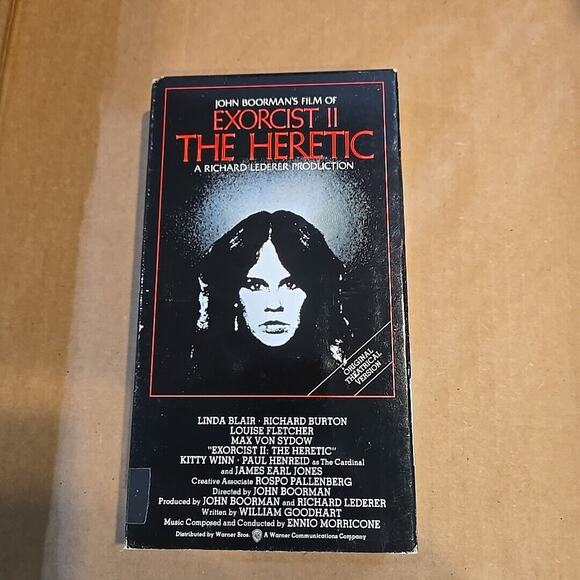 JOHN BOORMAN'S FILM OF
EXORCIST II
THE HERETIC
A RICHARD LEDERER PRODUCTION
ORIGINAL
THEATRICAL
VERSION
LINDA BLAIR · RICHARD BURTON
LOUISE FLETCHER
MAX VON SYDOW
"EXORCIST II: THE HERETIC"
KITTY WINN · PAUL HENREID as The Cardinal
and JAMES EARL JONES
Creative Associate ROSPO PALLENBERG
Directed by JOHN BOORMAN
Produced by JOHN BOORMAN and RICHARD LEDERER
Written by WILLIAM GOODHART
Music Composed and Conducted by ENNIO MORRICONE
Distributed by Warner Bros. A Warner Communications Company